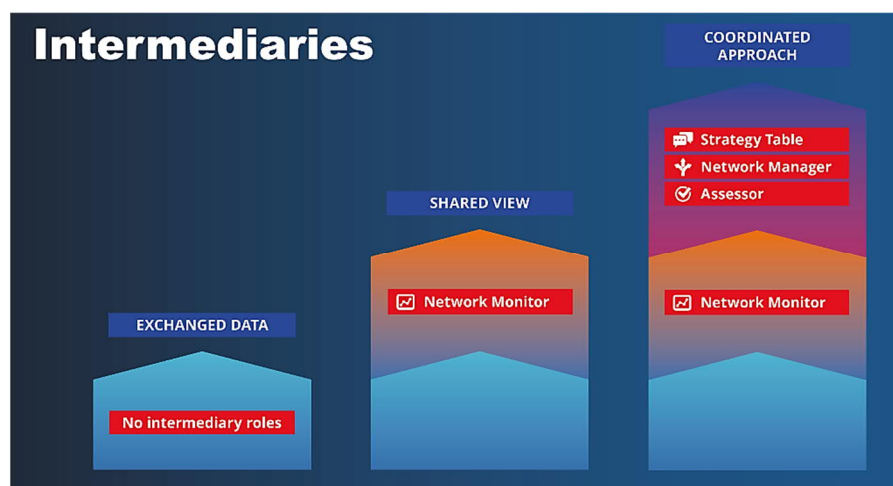 Intermediaries
COORDINATED
APPROACH
Strategy Table
Network Manager
Assessor
SHARED VIEW
Network Monitor
Network Monitor
EXCHANGED DATA
No intermediary roles